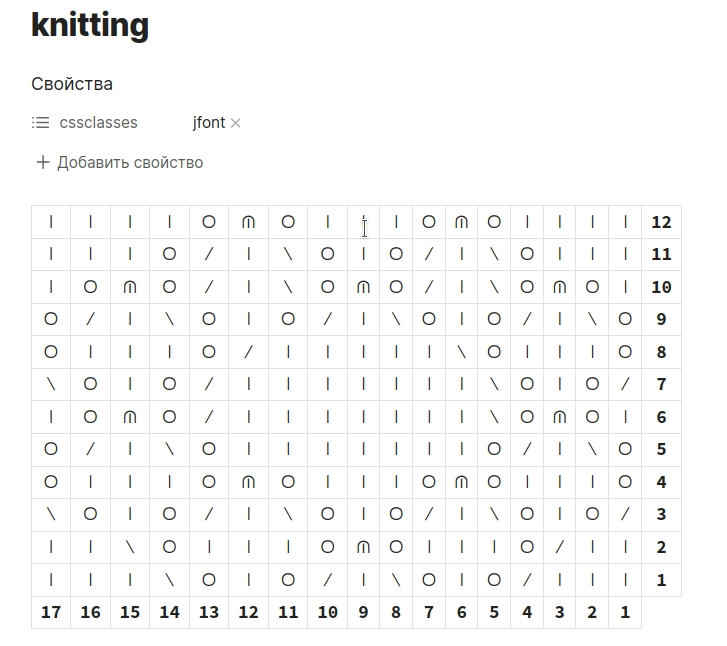 knitting
Свойства
cssclasses jfont ×
+ Добавить свойство
| | | | O ⋒ O | | | O ⋒ O | | | | 12
| | | O / | \ O | O / | \ O | | | 11
| O ⋒ O / | \ O ⋒ O / | \ O ⋒ O | 10
O / | \ O | O / | \ O | O / | \ O 9
O | | | O / | | | | | \ O | | | O 8
\ O | O / | | | | | | | \ O | O / 7
| O ⋒ O / | | | | | | | \ O ⋒ O | 6
O / | \ O | | | | | | | O / | \ O 5
O | | | O ⋒ O | | | O ⋒ O | | | O 4
\ O | O / | \ O | O / | \ O | O / 3
| | \ O | | | O ⋒ O | | | O / | | 2
| | | \ O | O / | \ O | O / | | | 1
17 16 15 14 13 12 11 10 9 8 7 6 5 4 3 2 1